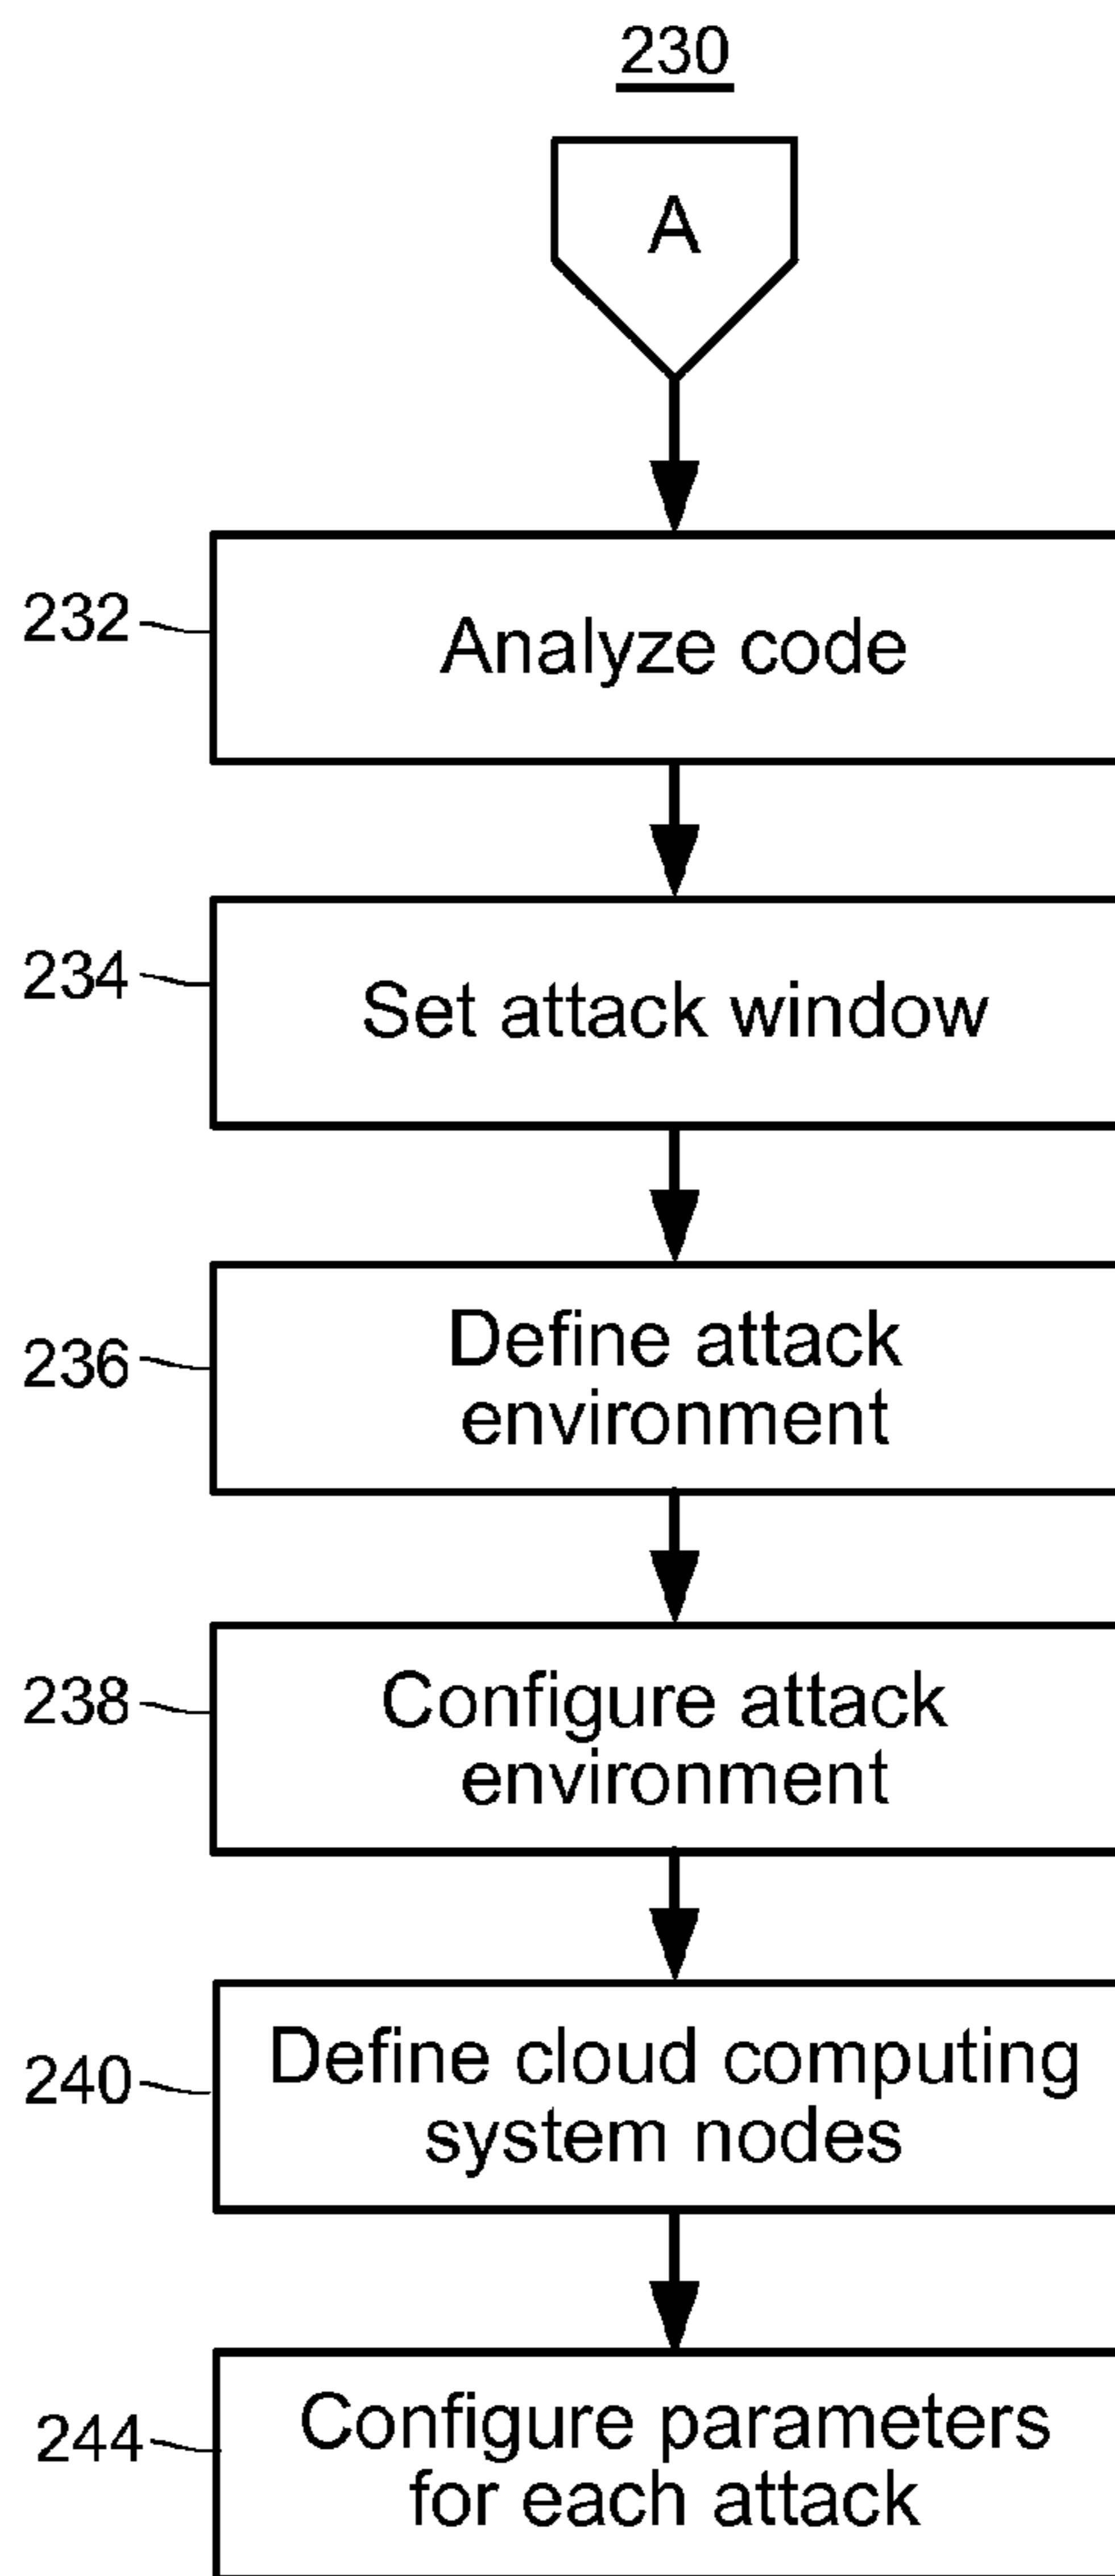 230
A
232
Analyze code
234
Set attack window
236
Define attack
environment
238
Configure attack
environment
240
Define cloud computing
system nodes
244
Configure parameters
for each attack